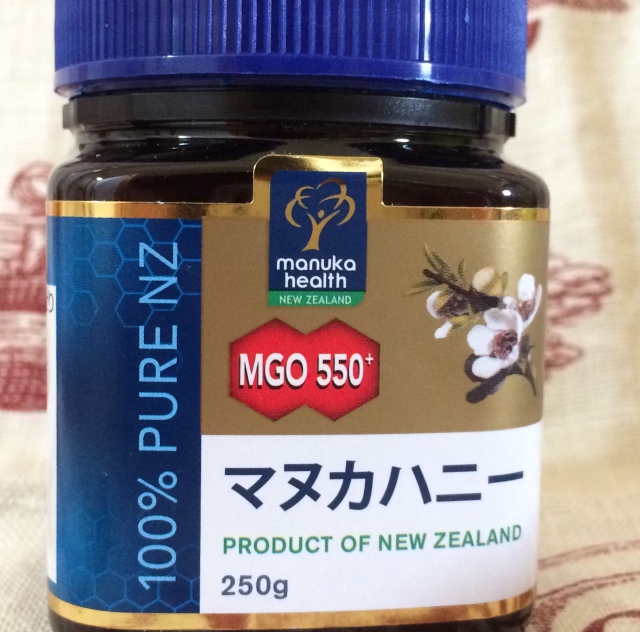 manuka
health
NEW ZEALAND
MGO 550+
100% PURE NZ
マヌカハニー
PRODUCT OF NEW ZEALAND
250g